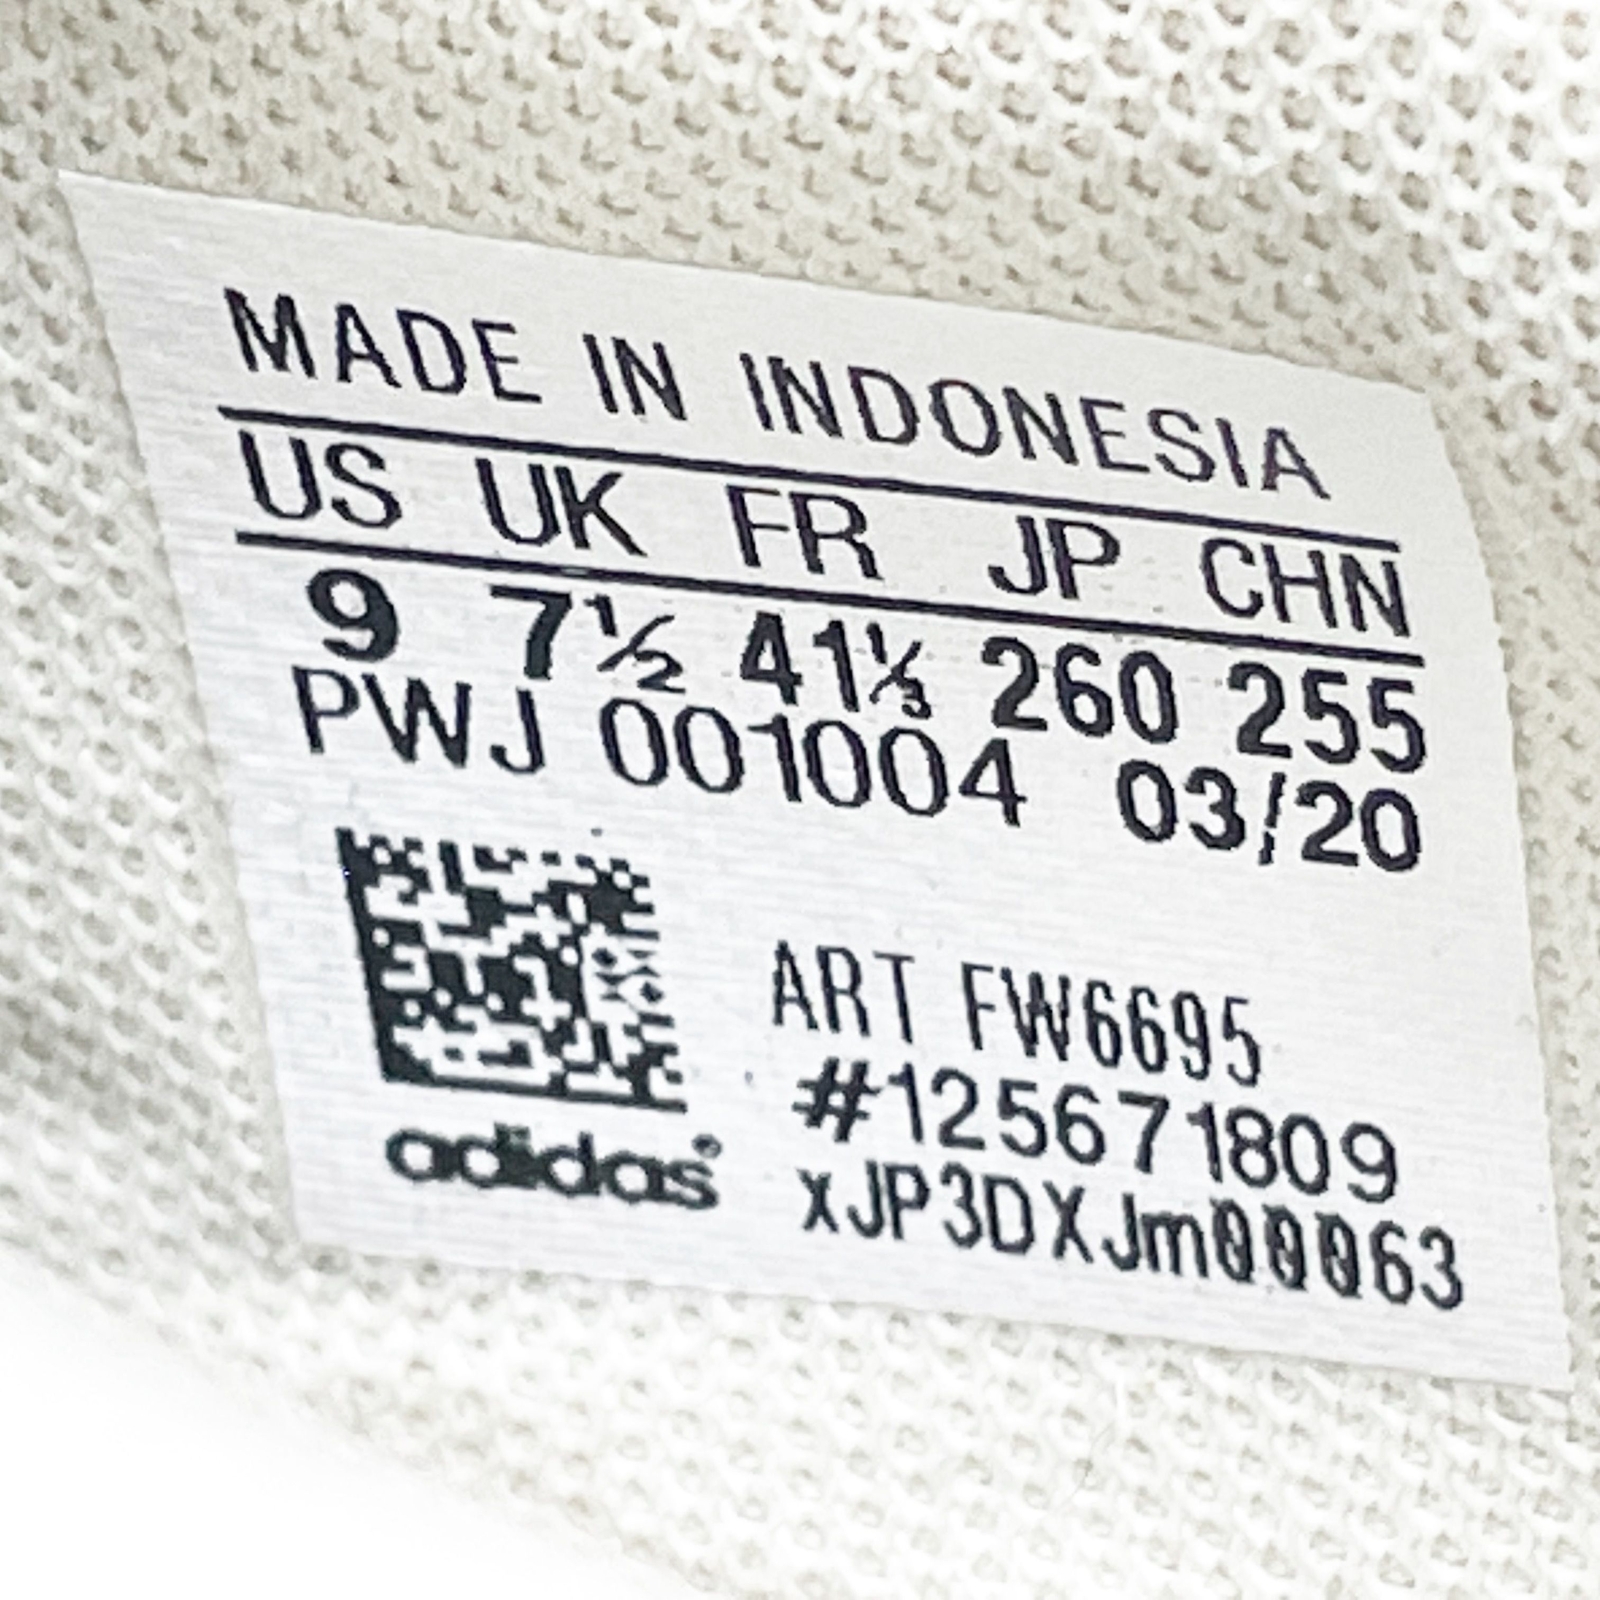 MADE IN INDONESIA
US UK FR JP CHN
9 7½ 41⅓ 260 255
PWJ 001004 03/20
ART FW6695
#125671809
adidas
xJP3DXJm00063